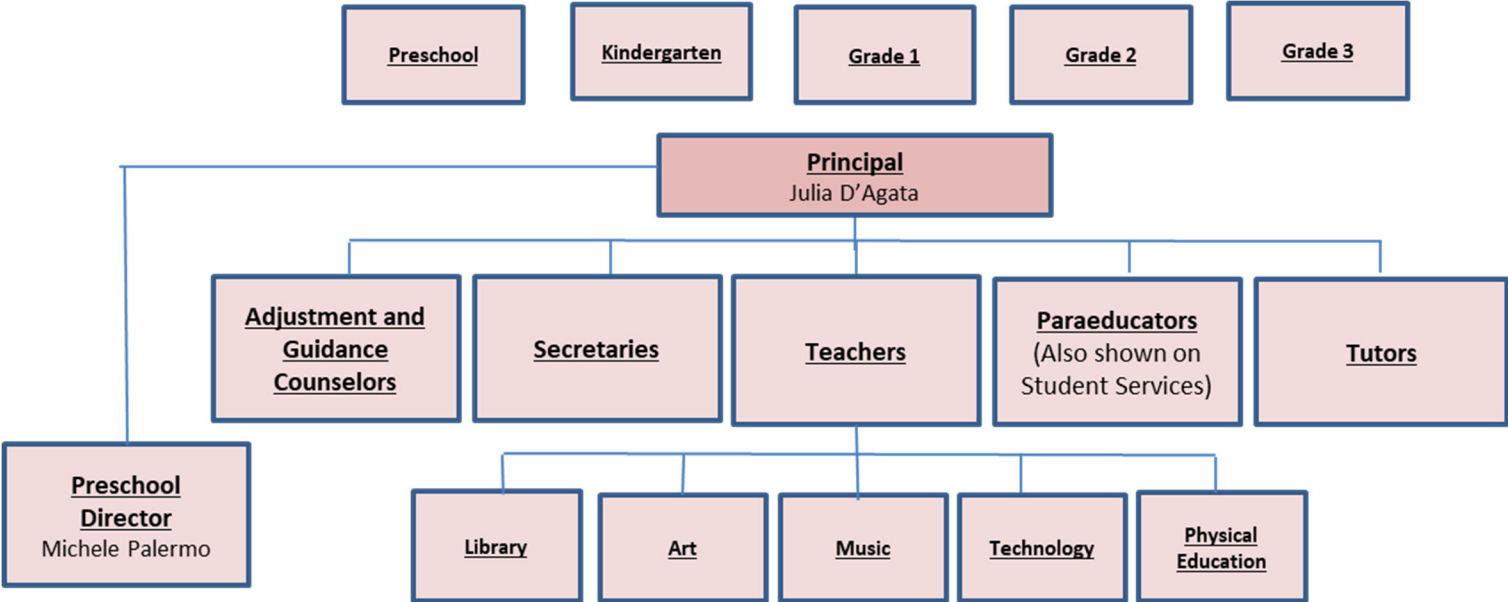 Preschool
Kindergarten
Grade 1
Grade 2
Grade 3
Principal
Julia D’Agata
Adjustment and
Guidance
Counselors
Secretaries
Teachers
Paraeducators
(Also shown on
Student Services)
Tutors
Preschool
Director
Michele Palermo
Library
Art
Music
Technology
Physical
Education